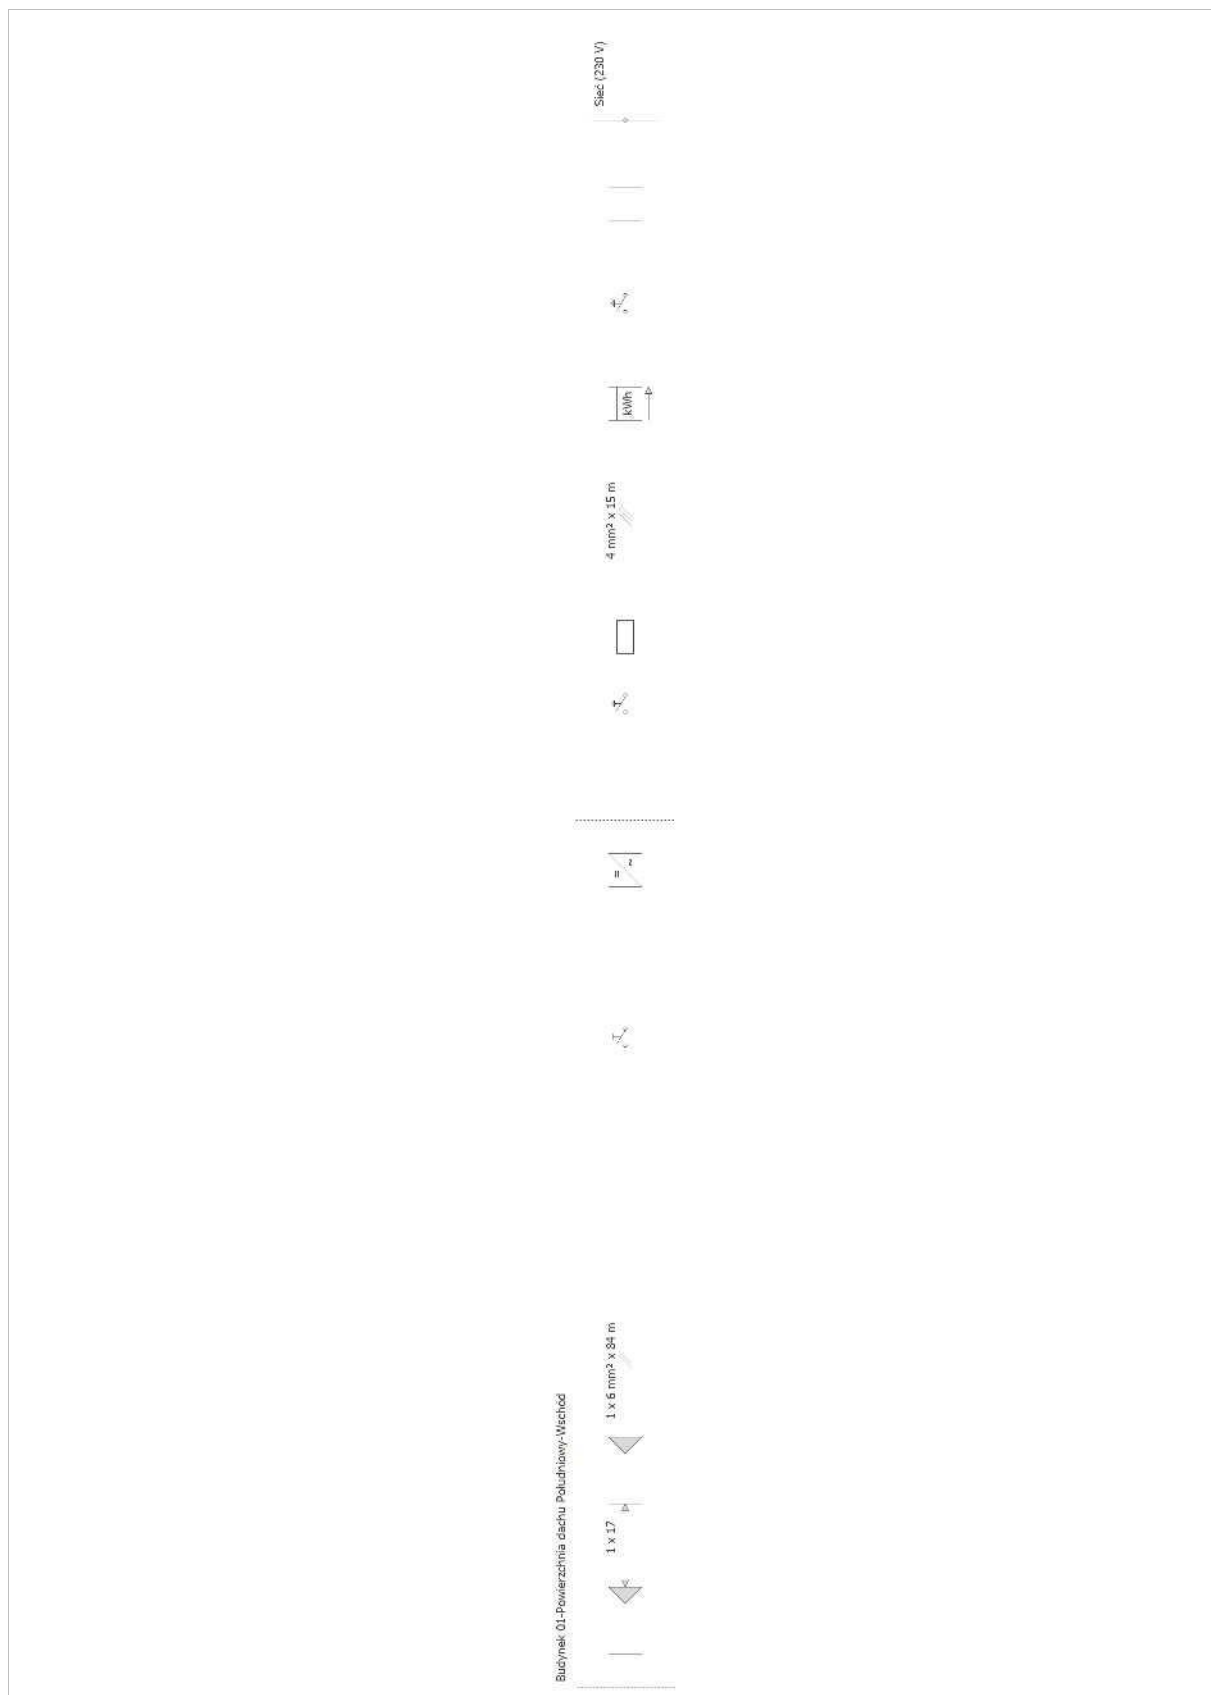 Sieć (230 V)
kWh
4 mm² x 15 m
= ~
1 x 6 mm² x 84 m
1 x 17
Budynek 01-Powierzchnia dachu Południowy-Wschód